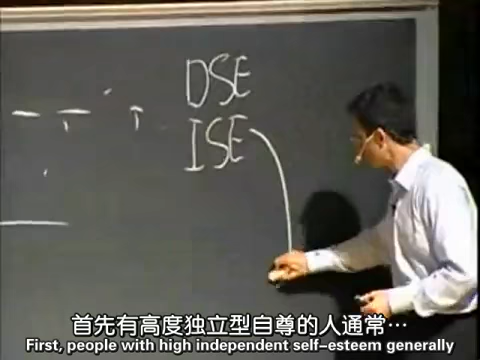 DSE
ISE
首先有高度独立型自尊的人通常…
First, people with high independent self-esteem generally